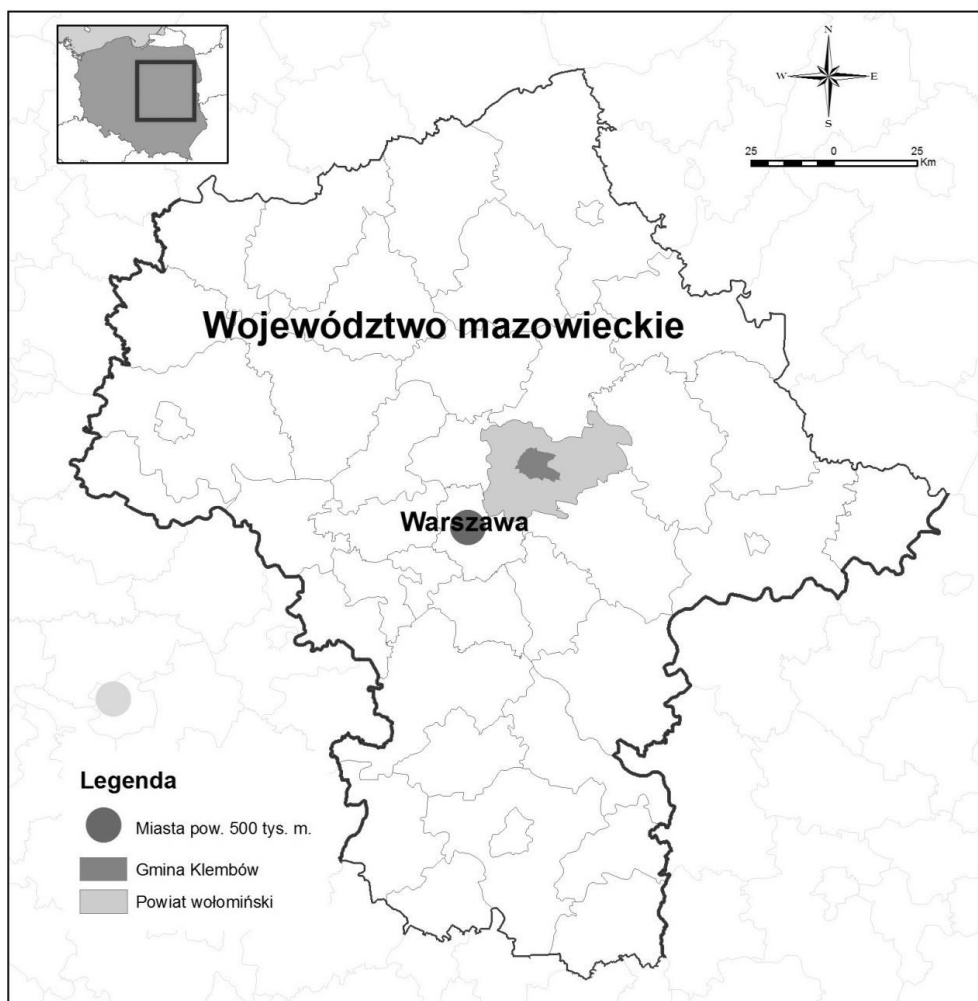 N
W E
S
25 0 25
Km
Województwo mazowieckie
Warszawa
Legenda
Miasta pow. 500 tys. m.
Gmina Klembów
Powiat wołomiński